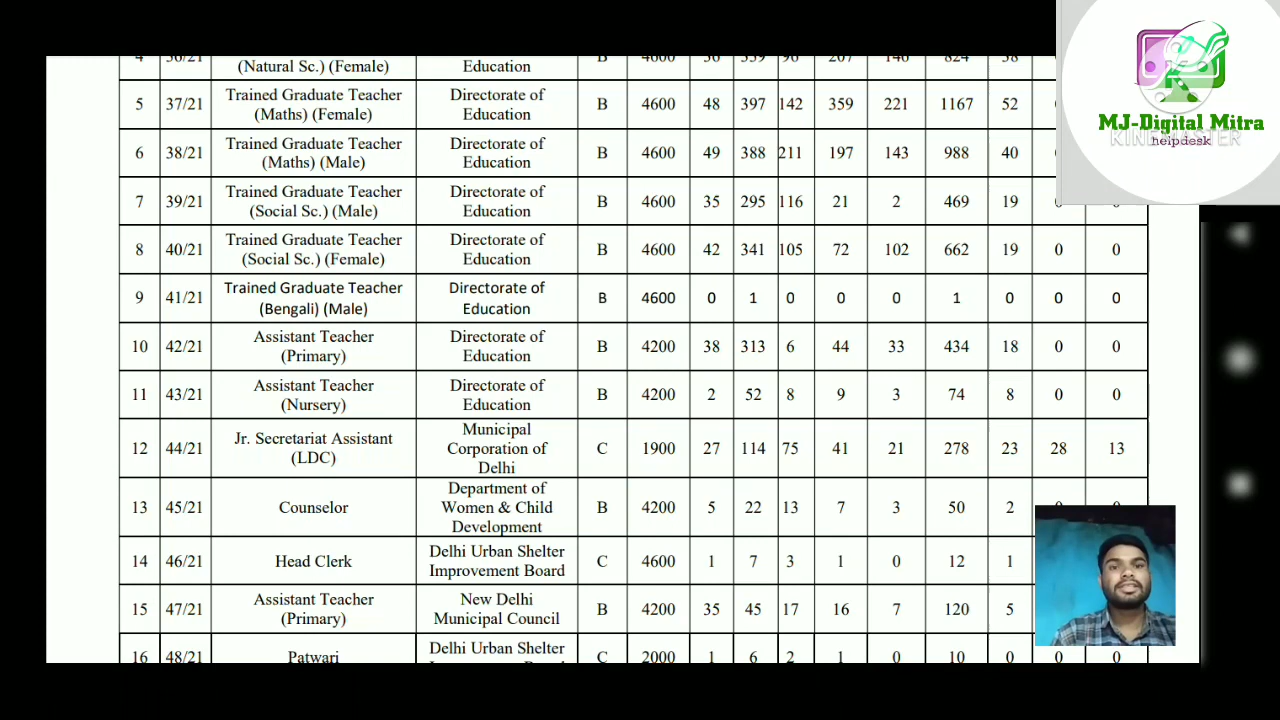 4 36/21 (Natural Sc.) (Female) Education B 4600 36 339 96 207 146 824 38
5 37/21 Trained Graduate Teacher (Maths) (Female) Directorate of Education B 4600 48 397 142 359 221 1167 52
6 38/21 Trained Graduate Teacher (Maths) (Male) Directorate of Education B 4600 49 388 211 197 143 988 40
7 39/21 Trained Graduate Teacher (Social Sc.) (Male) Directorate of Education B 4600 35 295 116 21 2 469 19
8 40/21 Trained Graduate Teacher (Social Sc.) (Female) Directorate of Education B 4600 42 341 105 72 102 662 19 0 0
9 41/21 Trained Graduate Teacher (Bengali) (Male) Directorate of Education B 4600 0 1 0 0 0 1 0 0 0
10 42/21 Assistant Teacher (Primary) Directorate of Education B 4200 38 313 6 44 33 434 18 0 0
11 43/21 Assistant Teacher (Nursery) Directorate of Education B 4200 2 52 8 9 3 74 8 0 0
12 44/21 Jr. Secretariat Assistant (LDC) Municipal Corporation of Delhi C 1900 27 114 75 41 21 278 23 28 13
13 45/21 Counselor Department of Women & Child Development B 4200 5 22 13 7 3 50 2
14 46/21 Head Clerk Delhi Urban Shelter Improvement Board C 4600 1 7 3 1 0 12 1
15 47/21 Assistant Teacher (Primary) New Delhi Municipal Council B 4200 35 45 17 16 7 120 5
16 48/21 Patwari Delhi Urban Shelter C 2000 1 6 2 1 0 10 0 0 0
MJ-Digital Mitra
KINEMASTER
helpdesk